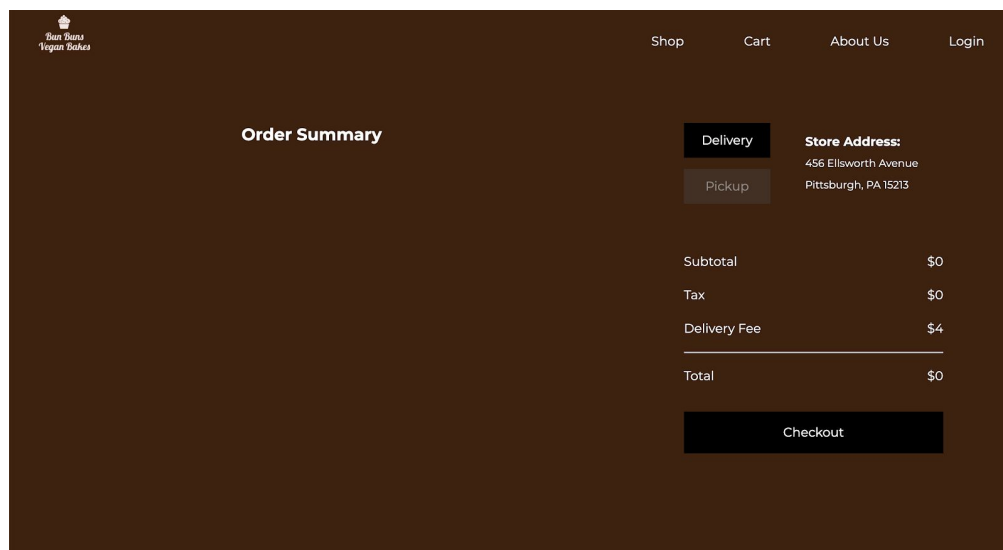 Bun Buns
Vegan Bakes
Shop Cart About Us Login
Order Summary
Delivery
Pickup
Store Address:
456 Ellsworth Avenue
Pittsburgh, PA 15213
Subtotal $0
Tax $0
Delivery Fee $4
Total $0
Checkout